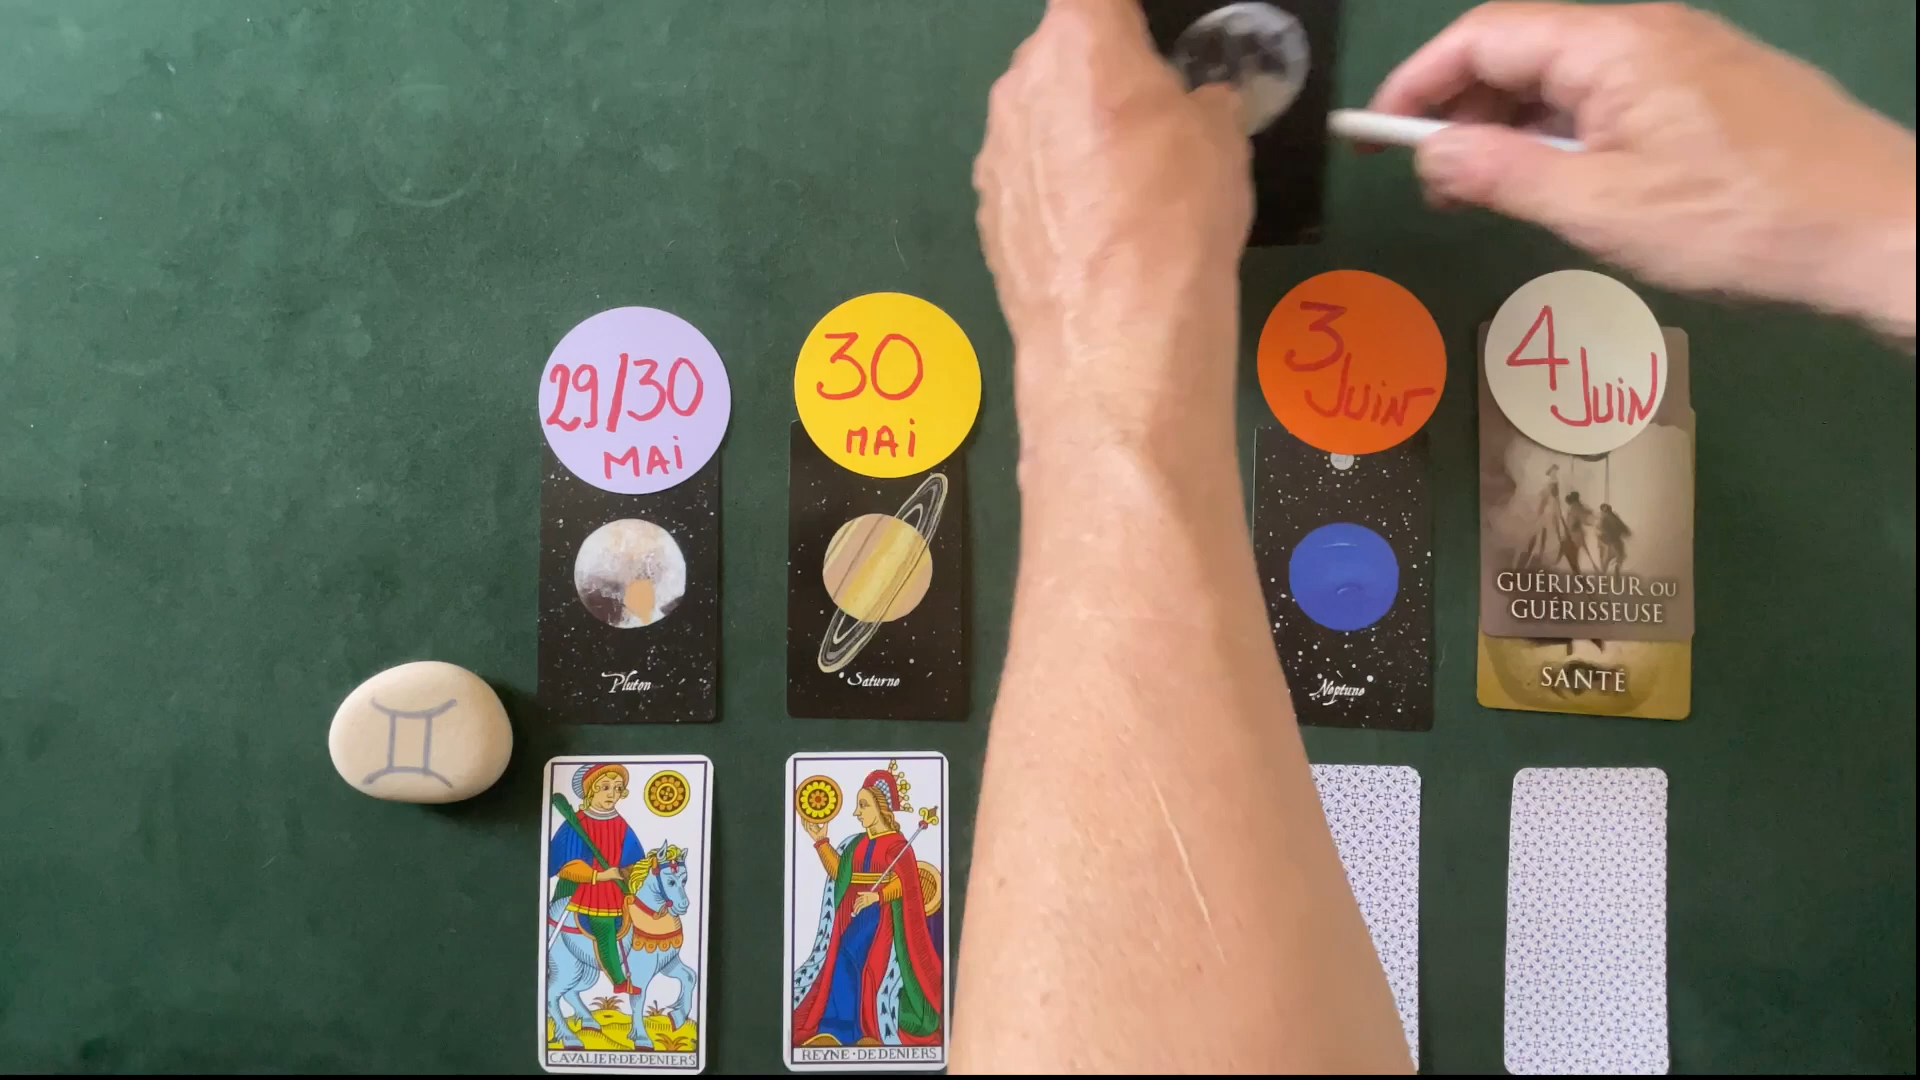 29/30
MAI
30
MAI
3
JUIN
4
JUIN
Pluton
Saturne
Neptune
GUÉRISSEUR OU
GUÉRISSEUSE
SANTÉ
CAVALIER·DE·DENIERS
REYNE·DE·DENIERS